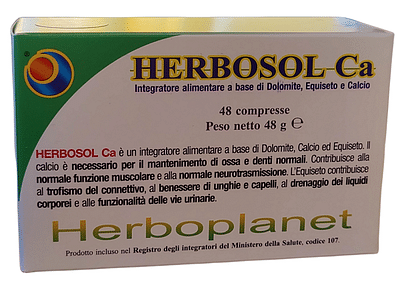 HERBOSOL-Ca
Integratore alimentare a base di Dolomite, Equiseto e Calcio
48 compresse
Peso netto 48 g ℮
HERBOSOL Ca è un integratore alimentare a base di Dolomite, Calcio ed Equiseto. Il
calcio è necessario per il mantenimento di ossa e denti normali. Contribuisce alla
normale funzione muscolare e alla normale neurotrasmissione. L'Equiseto contribuisce
al trofismo del connettivo, al benessere di unghie e capelli, al drenaggio dei liquidi
corporei e alle funzionalità delle vie urinarie.
Herboplanet
Prodotto incluso nel Registro degli integratori del Ministero della Salute, codice 107.